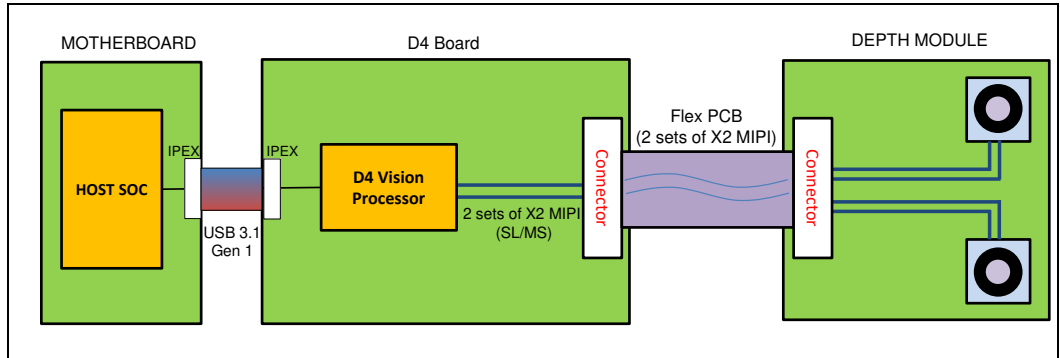 MOTHERBOARD
D4 Board
DEPTH MODULE
HOST SOC
IPEX
IPEX
USB 3.1
Gen 1
D4 Vision
Processor
2 sets of X2 MIPI
(SL/MS)
Connector
Flex PCB
(2 sets of X2 MIPI)
Connector